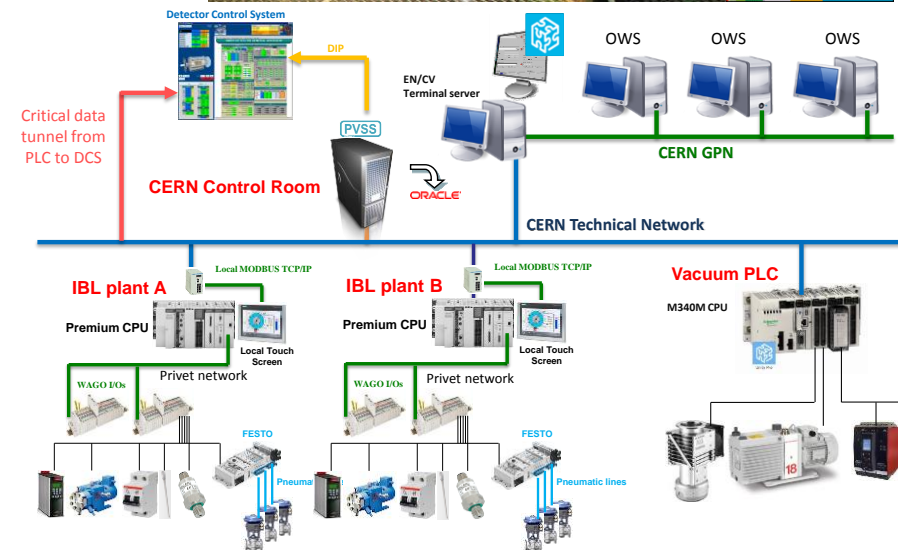 Detector Control System
DIP
OWS
OWS
OWS
EN/CV
Terminal server
Critical data
tunnel from
PLC to DCS
PVSS
CERN GPN
CERN Control Room
ORACLE
CERN Technical Network
Local MODBUS TCP/IP
Local MODBUS TCP/IP
IBL plant A
IBL plant B
Vacuum PLC
M340M CPU
Premium CPU
Premium CPU
Local Touch
Screen
Local Touch
Screen
Privet network
Privet network
WAGO I/Os
WAGO I/Os
FESTO
FESTO
Pneumat
Pneumatic lines
18